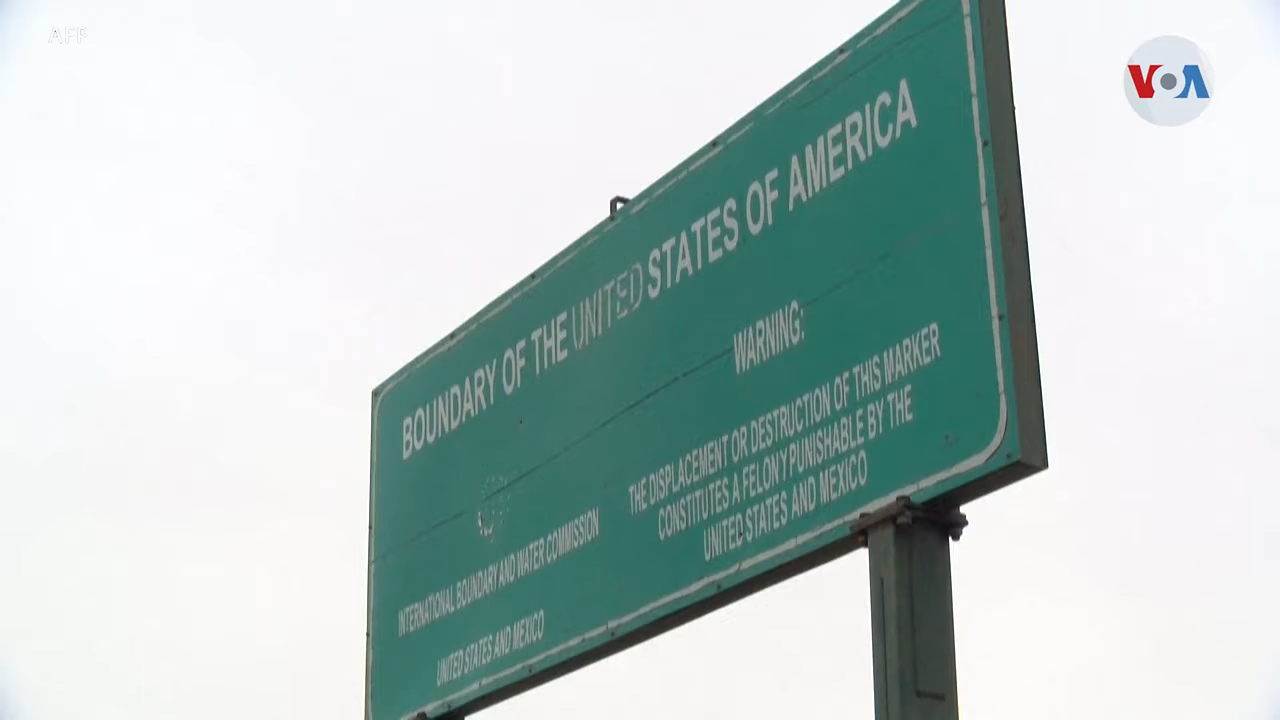 AFP
VOA
BOUNDARY OF THE UNITED STATES OF AMERICA
WARNING:
THE DISPLACEMENT OR DESTRUCTION OF THIS MARKER
CONSTITUTES A FELONY PUNISHABLE BY THE
UNITED STATES AND MEXICO
INTERNATIONAL BOUNDARY AND WATER COMMISSION
UNITED STATES AND MEXICO